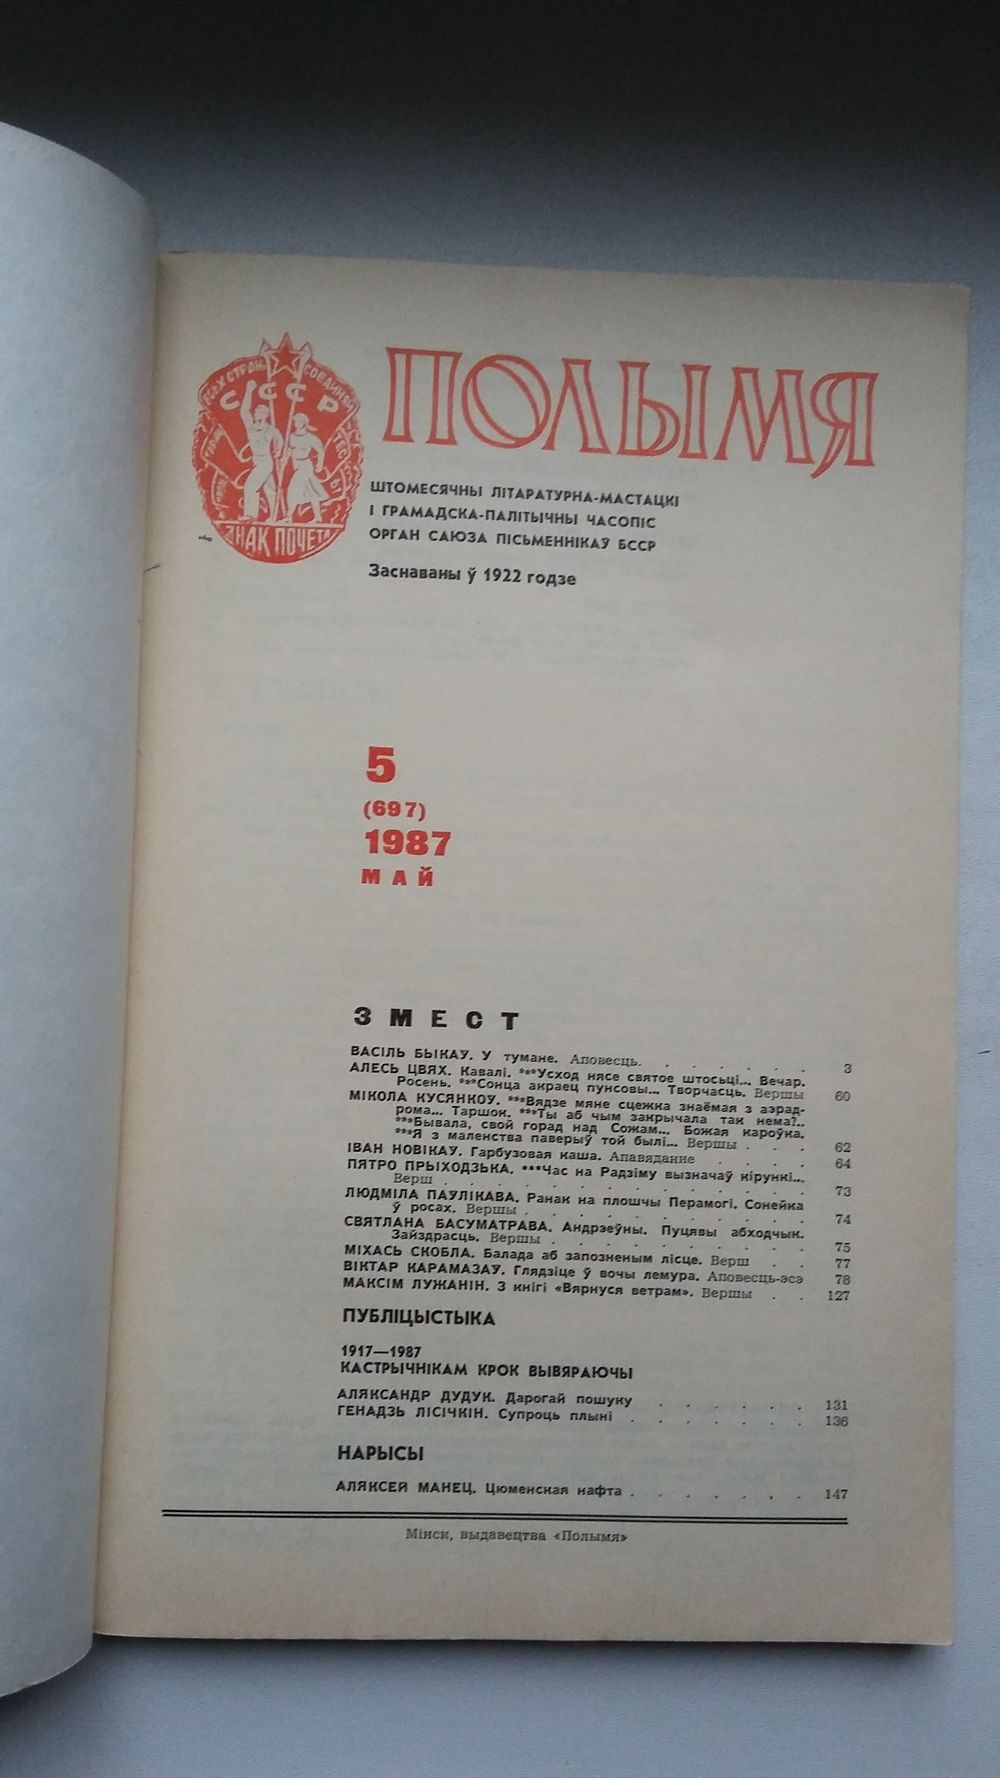 ВСЕХ СТРАН СОЕДИНЯЙ
СССР
ЗНАК ПОЧЕТА
ПОЛЫМЯ
ШТОМЕСЯЧНЫ ЛІТАРАТУРНА-МАСТАЦКІ
І ГРАМАДСКА-ПАЛІТЫЧНЫ ЧАСОПІС
ОРГАН САЮЗА ПІСЬМЕННІКАЎ БССР
Заснаваны ў 1922 годзе
5
(697)
1987
МАЙ
ЗМЕСТ
ВАСІЛЬ БЫКАЎ. У тумане. Аповесць. . . . . . . 3
АЛЕСЬ ЦВЯХ. Кавалі. ***Усход нясе святое штосьці... Вечар.
Росень. ***Сонца акраец пунсовы... Творчасць. Вершы 60
МІКОЛА КУСЯНКОЎ. ***Вядзе мяне сцежка знаёмая з аэрад-
рома... Таршок. ***Ты аб чым закрычала так нема?..
***Бывала, свой горад над Сожам... Божая кароўка.
***Я з маленства паверыў той былі... Вершы . . . 62
ІВАН НОВІКАЎ. Гарбузовая каша. Апавяданне . . . . 64
ПЯТРО ПРЫХОДЗЬКА. ***Час на Радзіму вызначаў кірункі...
Верш . . . . . . . . . . . . . 73
ЛЮДМІЛА ПАЎЛІКАВА. Ранак на плошчы Перамогі. Сонейка
ў росах. Вершы . . . . . . . . . . 74
СВЯТЛАНА БАСУМАТРАВА. Андрэеўны. Пуцявы абходчык.
Зайздрасць. Вершы . . . . . . . . . 75
МІХАСЬ СКОБЛА. Балада аб запозненым лісце. Верш . . 77
ВІКТАР КАРАМАЗАЎ. Глядзіце ў вочы лемура. Аповесць-эсэ 78
МАКСІМ ЛУЖАНІН. З кнігі «Вярнуся ветрам». Вершы . . 127
ПУБЛІЦЫСТЫКА
1917—1987
КАСТРЫЧНІКАМ КРОК ВЫВЯРАЮЧЫ
АЛЯКСАНДР ДУДУК. Дарогай пошуку . . . . . . 131
ГЕНАДЗЬ ЛІСІЧКІН. Супроць плыні . . . . . . . 136
НАРЫСЫ
АЛЯКСЕЙ МАНЕЦ. Цюменская нафта . . . . . . . 147
Мінск, выдавецтва «Полымя»